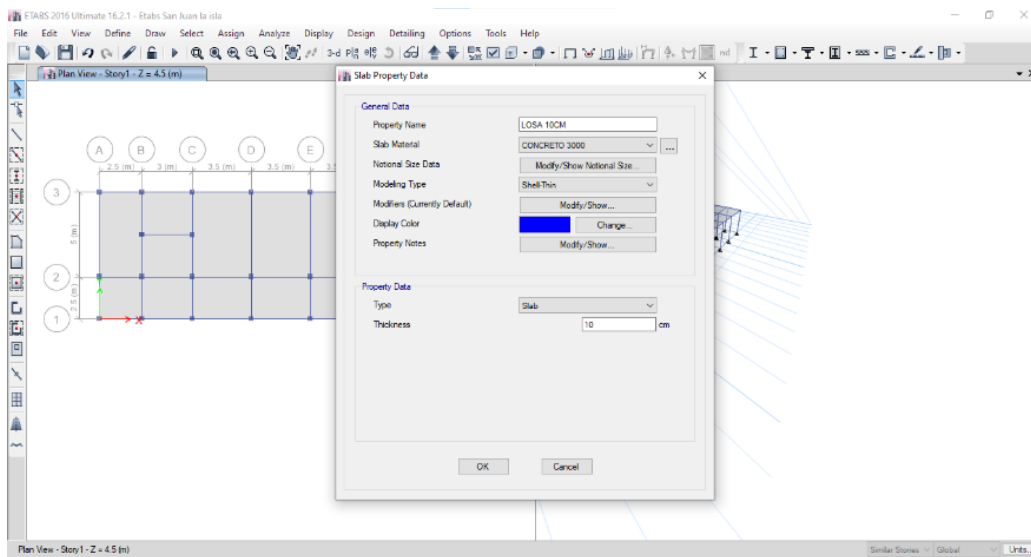 ETABS 2016 Ultimate 16.2.1 - Etabs San Juan la isla
File Edit View Define Draw Select Assign Analyze Display Design Detailing Options Tools Help
3-d
nd
Plan View - Story1 - Z = 4.5 (m)
A B C D E
2.5 (m) 3 (m) 3.5 (m) 3.5 (m)
3
5 (m)
2
2.5 (m)
1
X
Slab Property Data
General Data
Property Name LOSA 10CM
Slab Material CONCRETO 3000 ...
Notional Size Data Modify/Show Notional Size...
Modeling Type Shell-Thin
Modifiers (Currently Default) Modify/Show...
Display Color Change...
Property Notes Modify/Show...
Property Data
Type Slab
Thickness 10 cm
OK Cancel
Plan View - Story1 - Z = 4.5 (m) Similar Stories Global Units